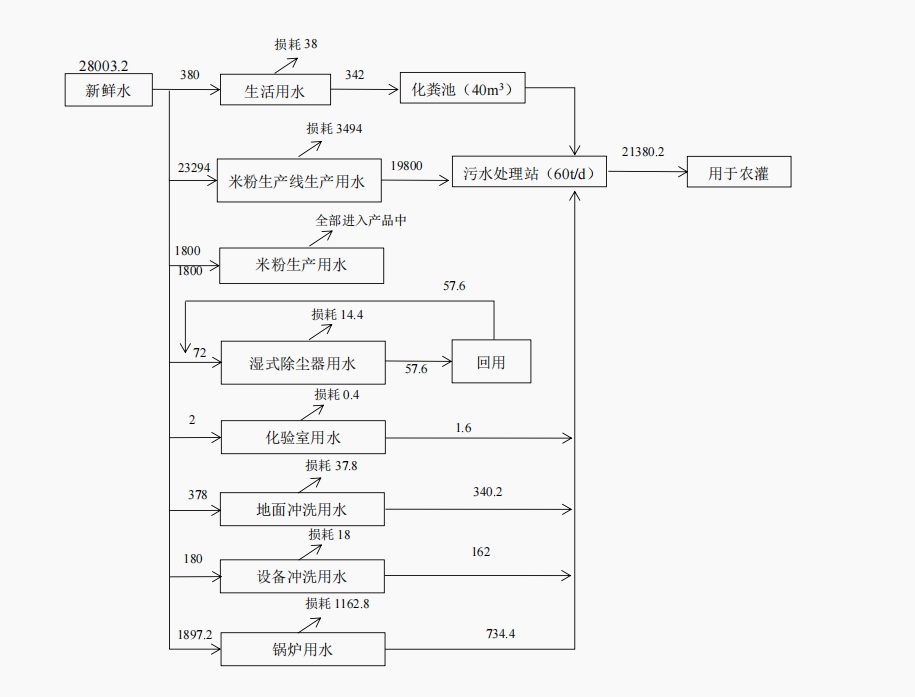 损耗 38
28003.2
380
342
新鲜水
生活用水
化粪池（40m³）
损耗 3494
23294
19800
21380.2
米粉生产线生产用水
污水处理站（60t/d）
用于农灌
全部进入产品中
1800
米粉生产用水
1800
57.6
损耗 14.4
72
湿式除尘器用水
57.6
回用
损耗 0.4
2
化验室用水
1.6
损耗 37.8
378
地面冲洗用水
340.2
损耗 18
180
设备冲洗用水
162
损耗 1162.8
1897.2
锅炉用水
734.4